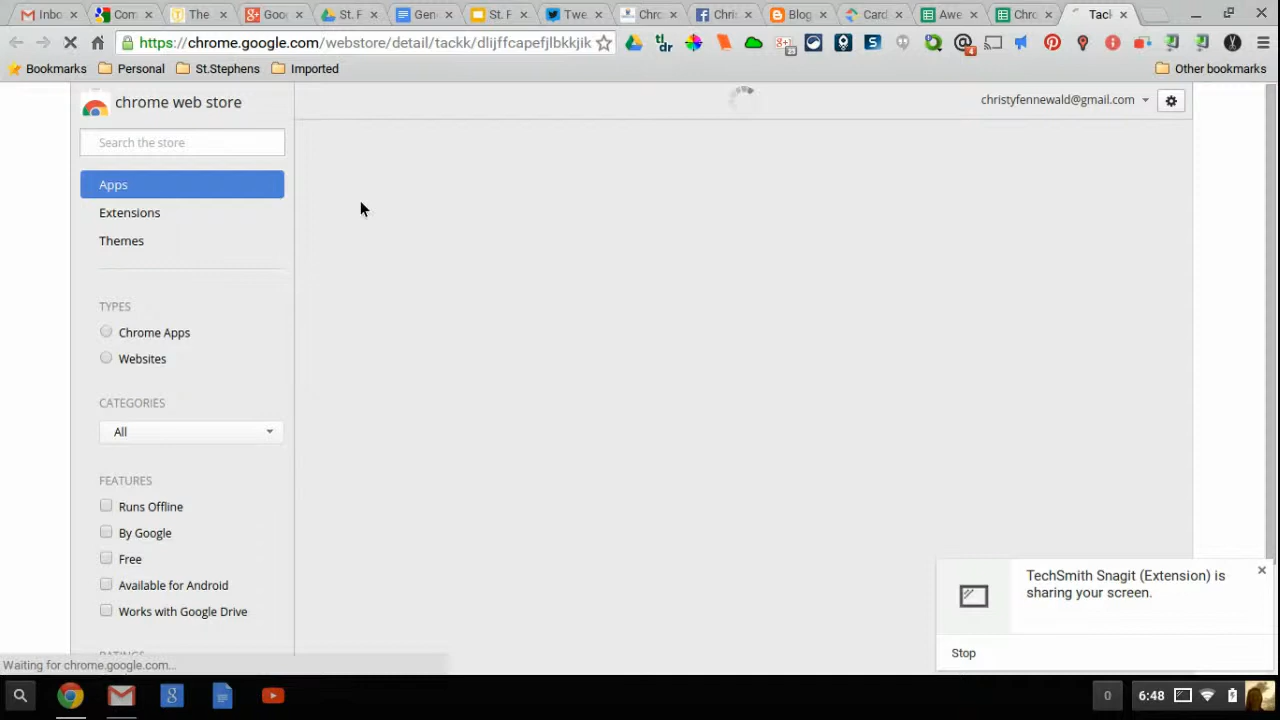 Inbo Com The Goog St. F Gen St. F Twe Chro Chris Blog Card Awe Chro Tack
https://chrome.google.com/webstore/detail/tackk/dlijffcapefjlbkkjik
Bookmarks Personal St.Stephens Imported Other bookmarks
chrome web store
christyfennewald@gmail.com
Search the store
Apps
Extensions
Themes
TYPES
Chrome Apps
Websites
CATEGORIES
All
FEATURES
Runs Offline
By Google
Free
Available for Android
Works with Google Drive
RATINGS
TechSmith Snagit (Extension) is
sharing your screen.
Stop
Waiting for chrome.google.com...
0 6:48